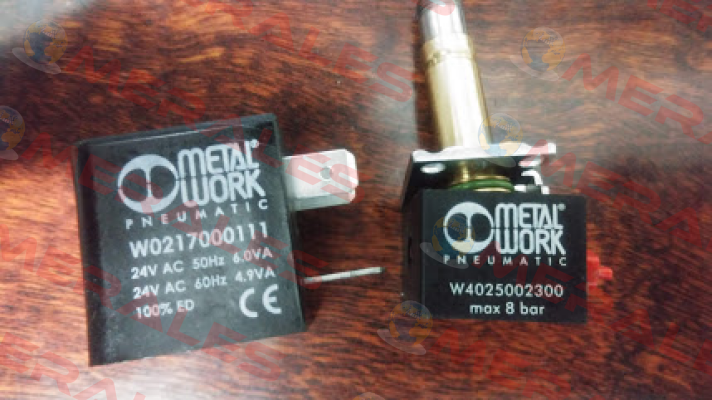 METAL®
WORK
PNEUMATIC
W0217000111
24V AC 50Hz 6.0VA
24V AC 60Hz 4.9VA
100% ED
CE
METAL®
WORK
PNEUMATIC
W4025002300
max 8 bar
MERALES